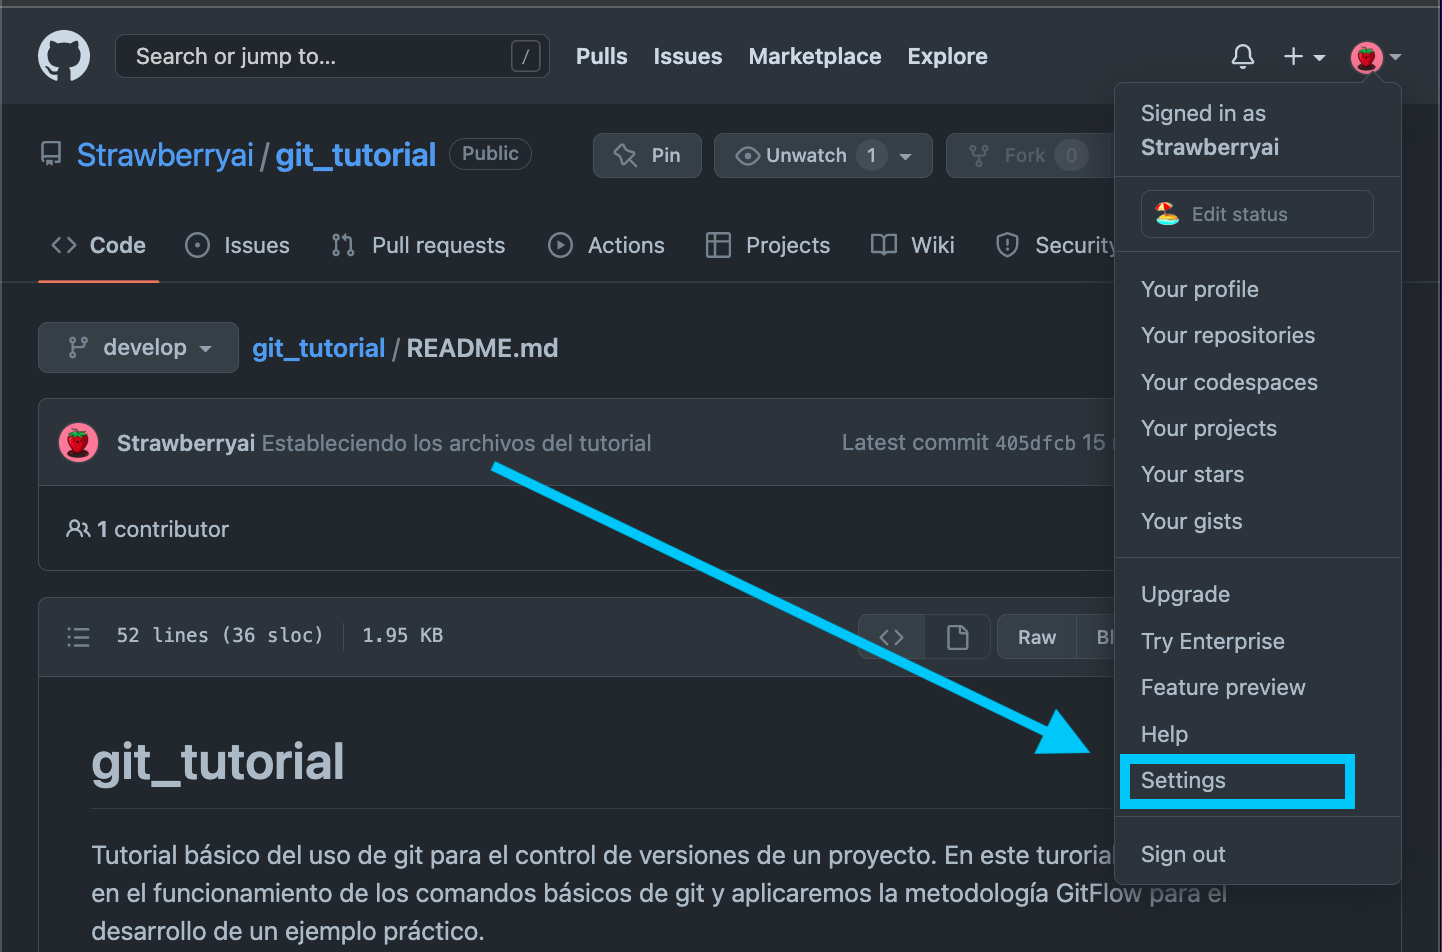 Search or jump to... /
Pulls
Issues
Marketplace
Explore
Strawberryai / git_tutorial
Public
Pin
Unwatch 1
Fork 0
Code
Issues
Pull requests
Actions
Projects
Wiki
Security
develop
git_tutorial / README.md
Strawberryai Estableciendo los archivos del tutorial
Latest commit 405dfcb 15
1 contributor
52 lines (36 sloc)
1.95 KB
Raw
Bl
git_tutorial
Tutorial básico del uso de git para el control de versiones de un proyecto. En este turorial
en el funcionamiento de los comandos básicos de git y aplicaremos la metodología GitFlow para el
desarrollo de un ejemplo práctico.
Signed in as
Strawberryai
Edit status
Your profile
Your repositories
Your codespaces
Your projects
Your stars
Your gists
Upgrade
Try Enterprise
Feature preview
Help
Settings
Sign out